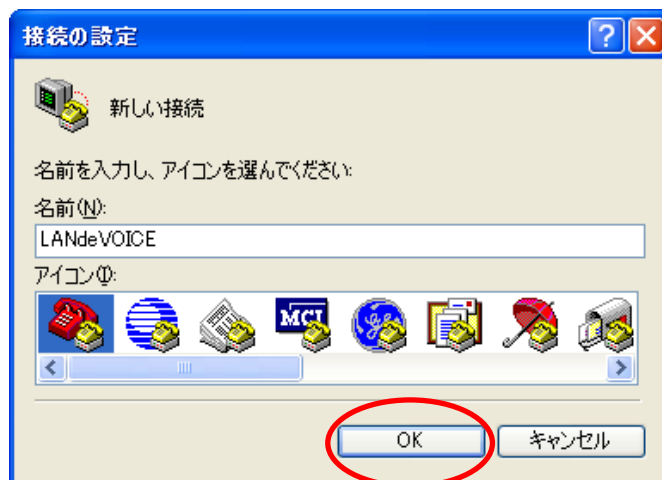 接続の設定
新しい接続
名前を入力し、アイコンを選んでください:
名前(N):
LANdeVOICE
アイコン(I):
MCI
OK
キャンセル